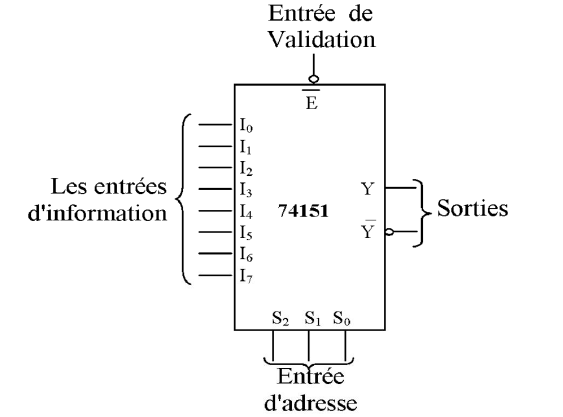 Entrée de
Validation
E̅
I₀
I₁
I₂
I₃
I₄
I₅
I₆
I₇
Les entrées
d'information
74151
Y
Y̅
Sorties
S₂ S₁ S₀
Entrée
d'adresse